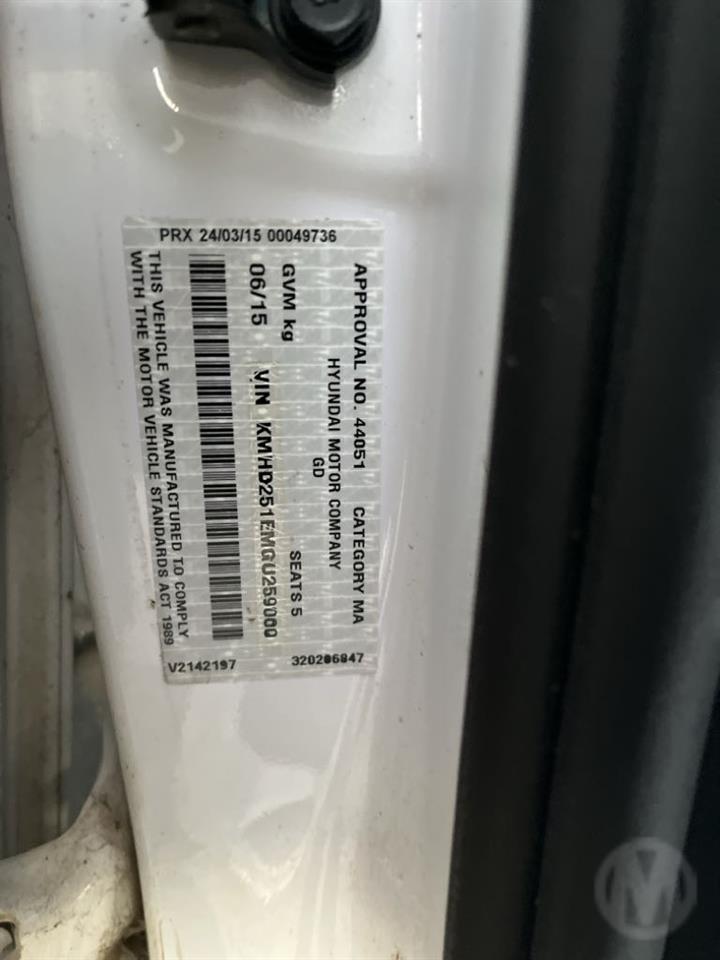 PRX 24/03/15 00049736
APPROVAL NO. 44051 CATEGORY MA
HYUNDAI MOTOR COMPANY
GD
GVM kg SEATS 5
06/15 VIN KMHD251EMGU259000
THIS VEHICLE WAS MANUFACTURED TO COMPLY
WITH THE MOTOR VEHICLE STANDARDS ACT 1989
V2142197
M